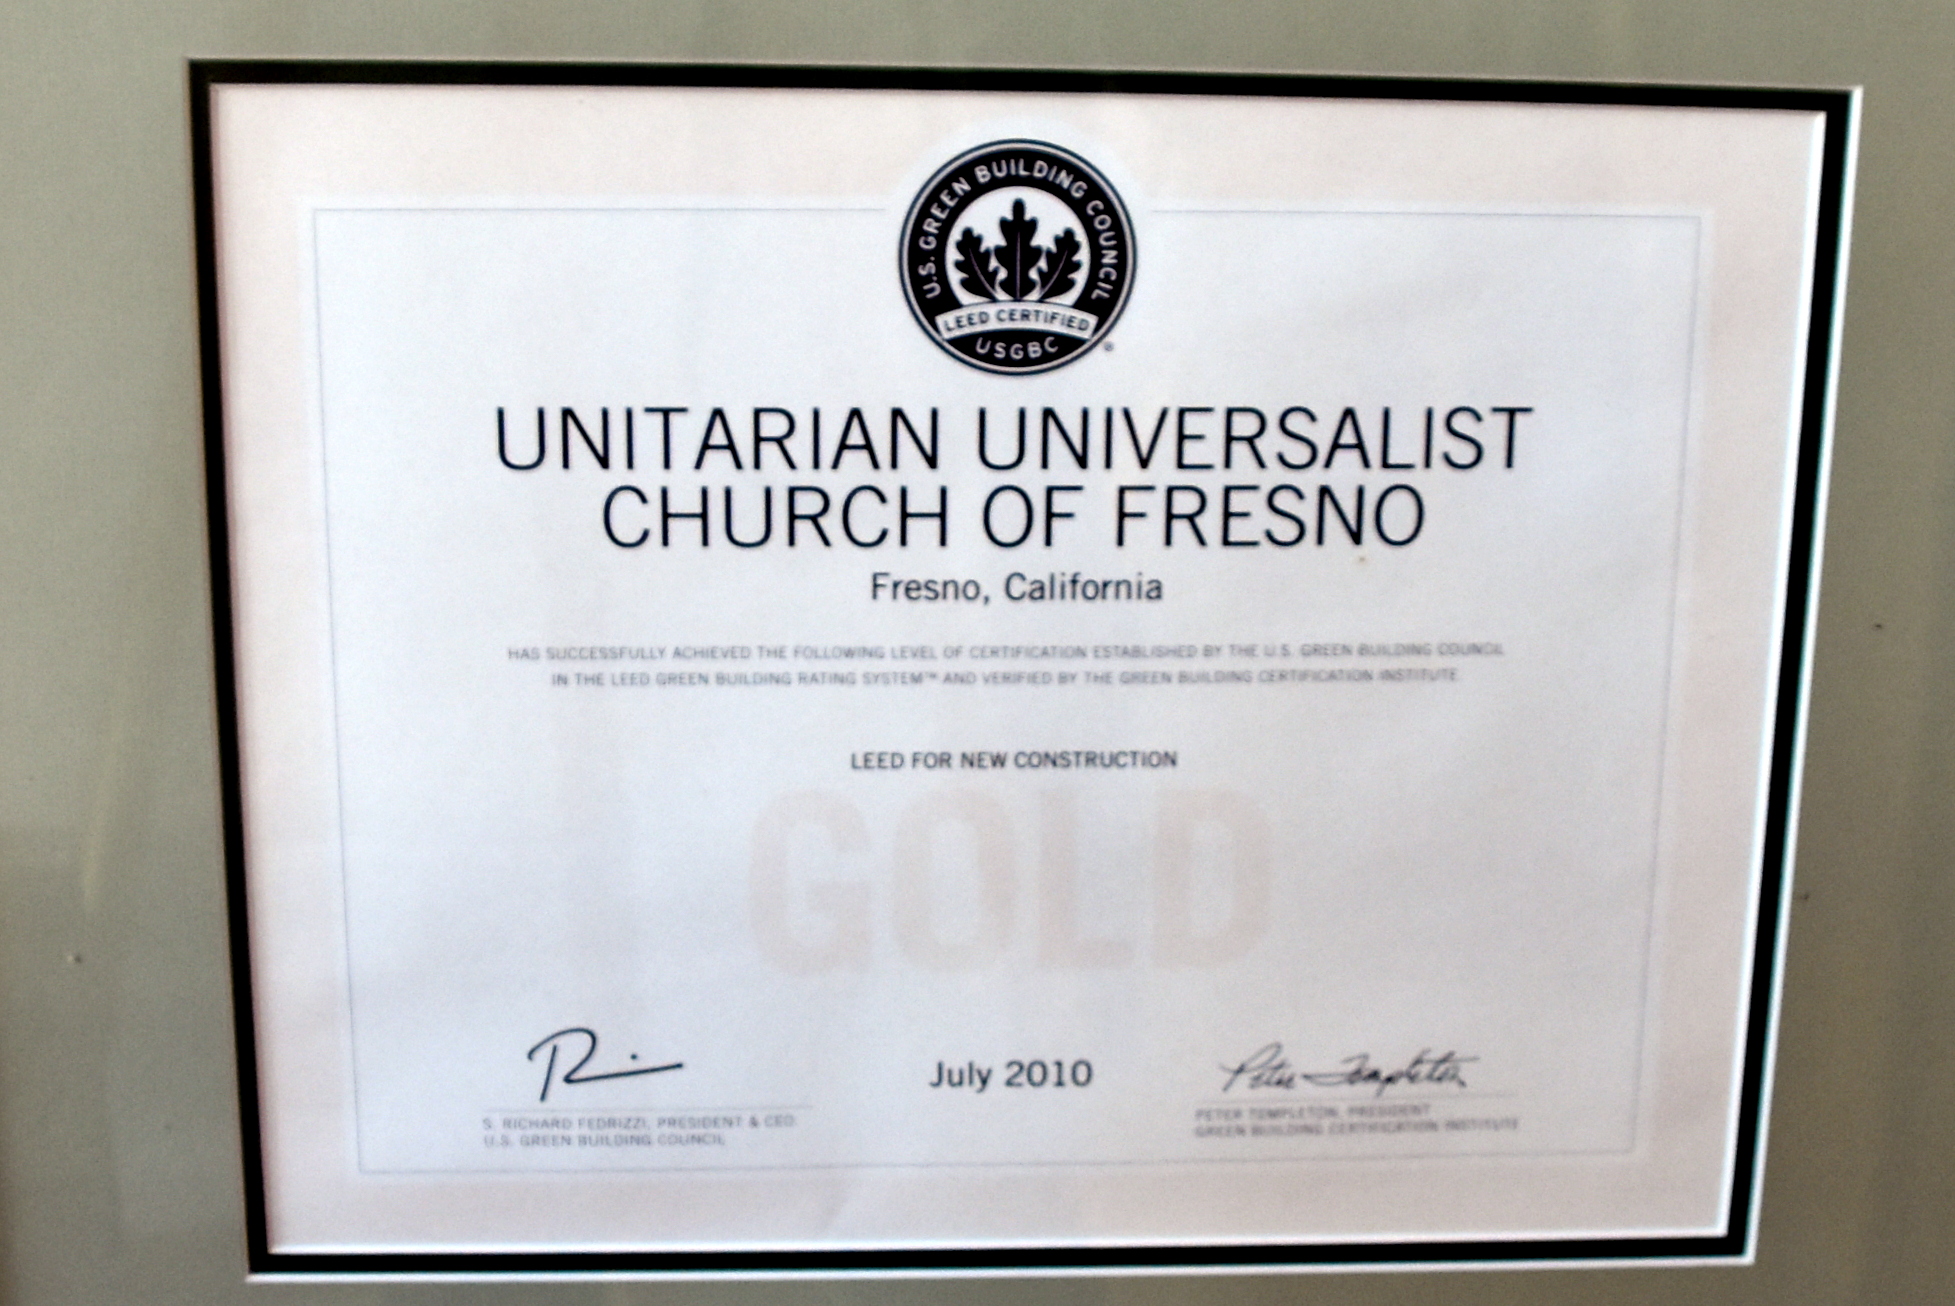 U.S. GREEN BUILDING COUNCIL
LEED CERTIFIED
USGBC
®
UNITARIAN UNIVERSALIST
CHURCH OF FRESNO
Fresno, California
HAS SUCCESSFULLY ACHIEVED THE FOLLOWING LEVEL OF CERTIFICATION ESTABLISHED BY THE U.S. GREEN BUILDING COUNCIL
IN THE LEED GREEN BUILDING RATING SYSTEM™ AND VERIFIED BY THE GREEN BUILDING CERTIFICATION INSTITUTE.
LEED FOR NEW CONSTRUCTION
GOLD
July 2010
Peter Templeton
S. RICHARD FEDRIZZI, PRESIDENT & CEO
U.S. GREEN BUILDING COUNCIL
PETER TEMPLETON, PRESIDENT
GREEN BUILDING CERTIFICATION INSTITUTE